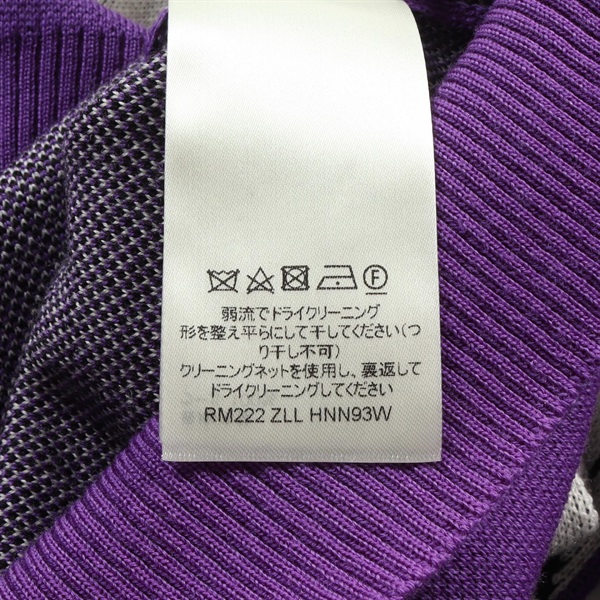 F
弱流でドライクリーニング
形を整え平らにして干してください(つ
り干し不可)
クリーニングネットを使用し、裏返して
ドライクリーニングしてください
RM222 ZLL HNN93W